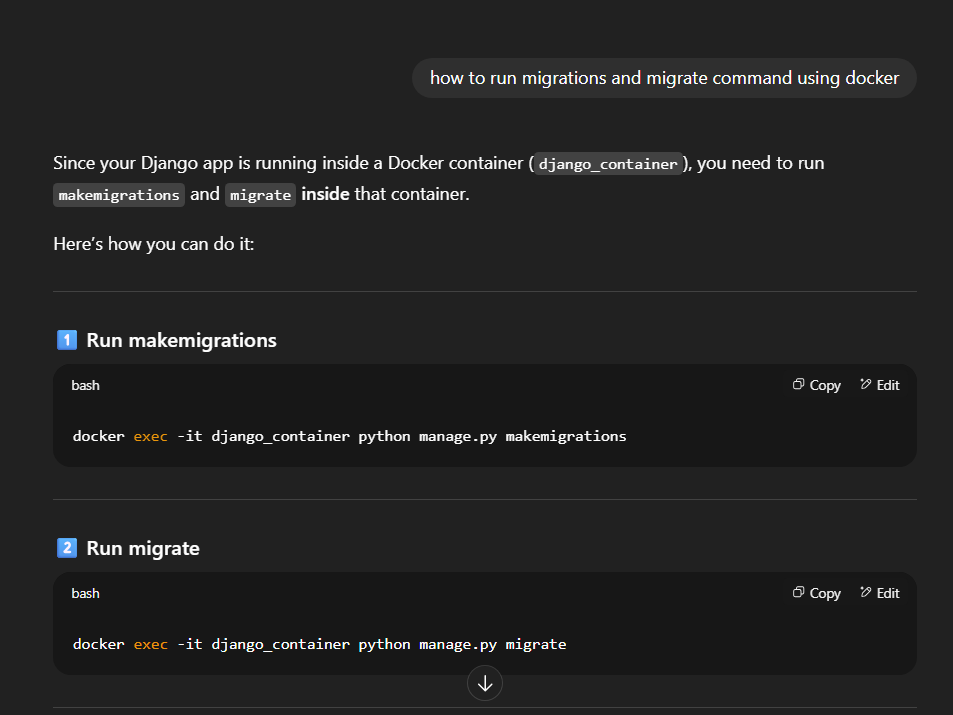 how to run migrations and migrate command using docker
Since your Django app is running inside a Docker container (django_container), you need to run
makemigrations and migrate inside that container.
Here's how you can do it:
1 Run makemigrations
bash
Copy
Edit
docker exec -it django_container python manage.py makemigrations
2 Run migrate
bash
Copy
Edit
docker exec -it django_container python manage.py migrate